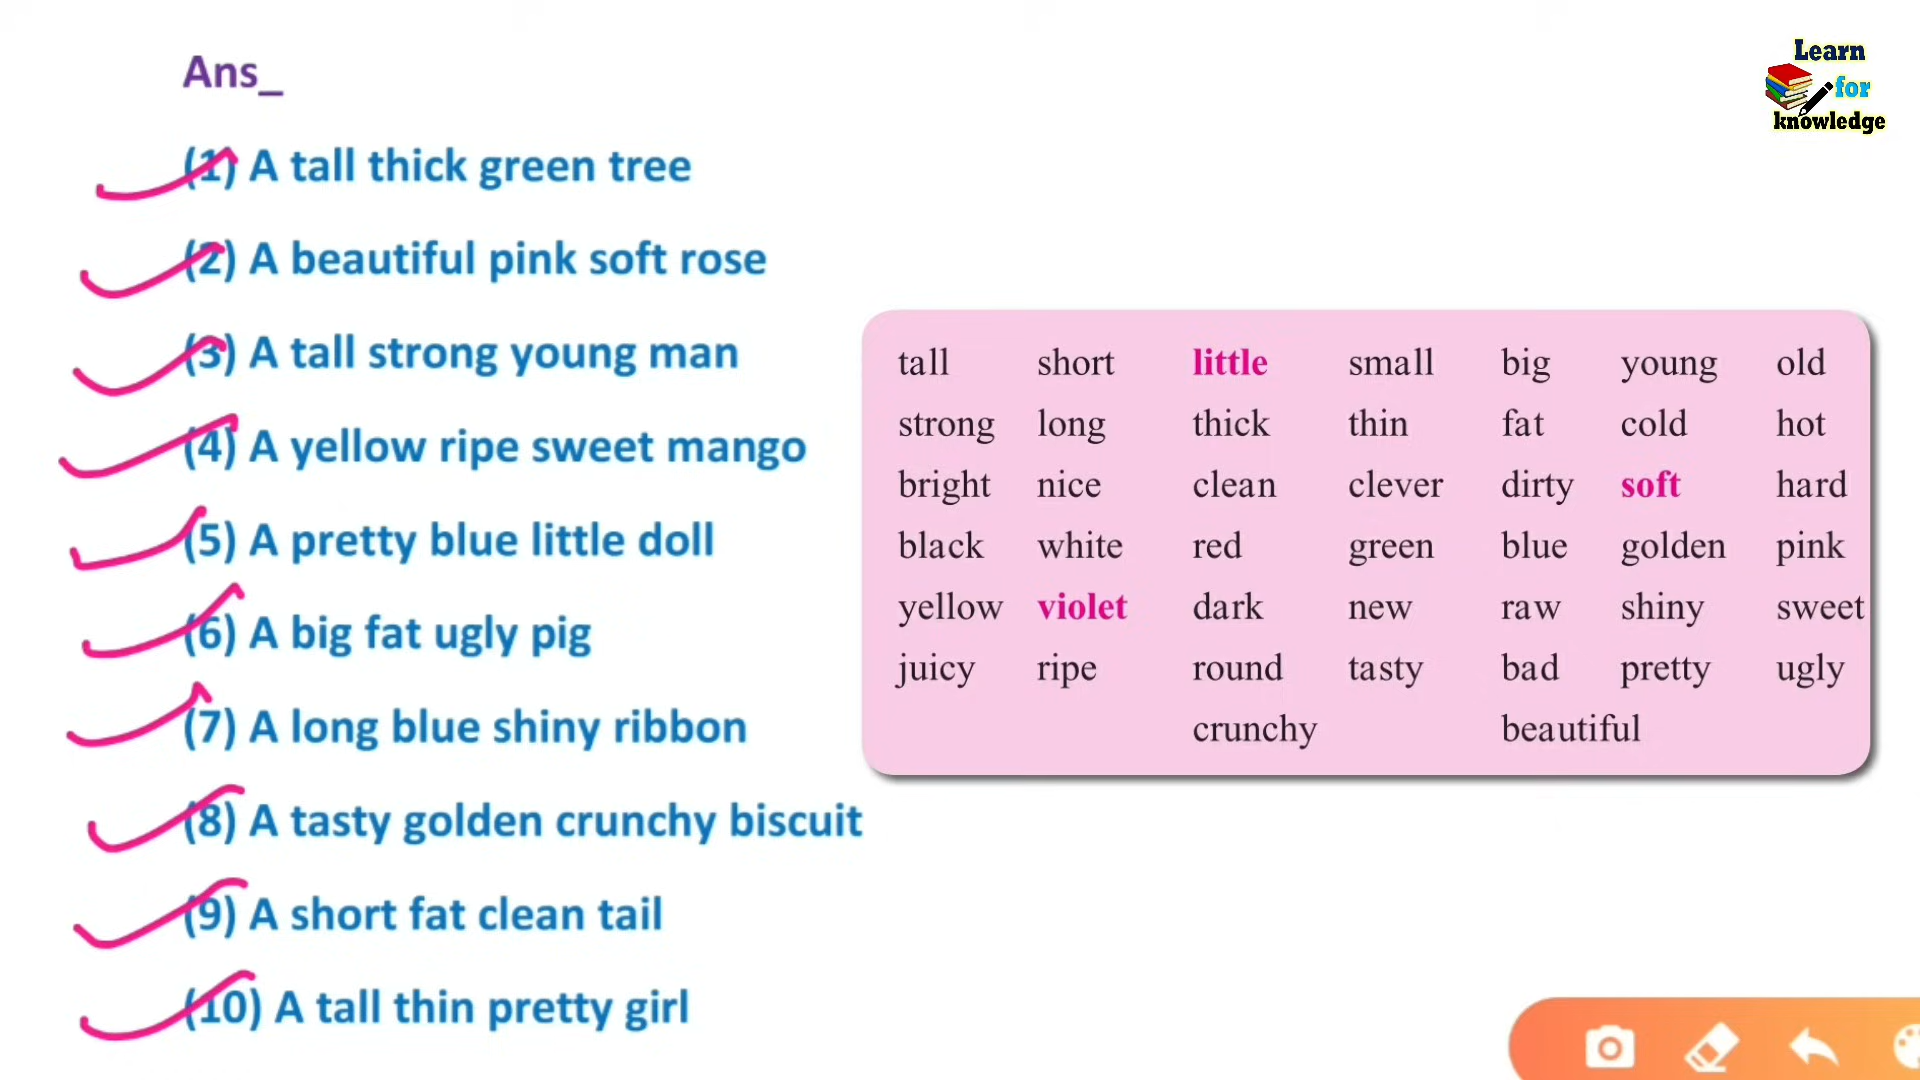 Ans_
(1) A tall thick green tree
(2) A beautiful pink soft rose
(3) A tall strong young man
(4) A yellow ripe sweet mango
(5) A pretty blue little doll
(6) A big fat ugly pig
(7) A long blue shiny ribbon
(8) A tasty golden crunchy biscuit
(9) A short fat clean tail
(10) A tall thin pretty girl
Learn
for
knowledge
tall short little small big young old
strong long thick thin fat cold hot
bright nice clean clever dirty soft hard
black white red green blue golden pink
yellow violet dark new raw shiny sweet
juicy ripe round tasty bad pretty ugly
crunchy beautiful